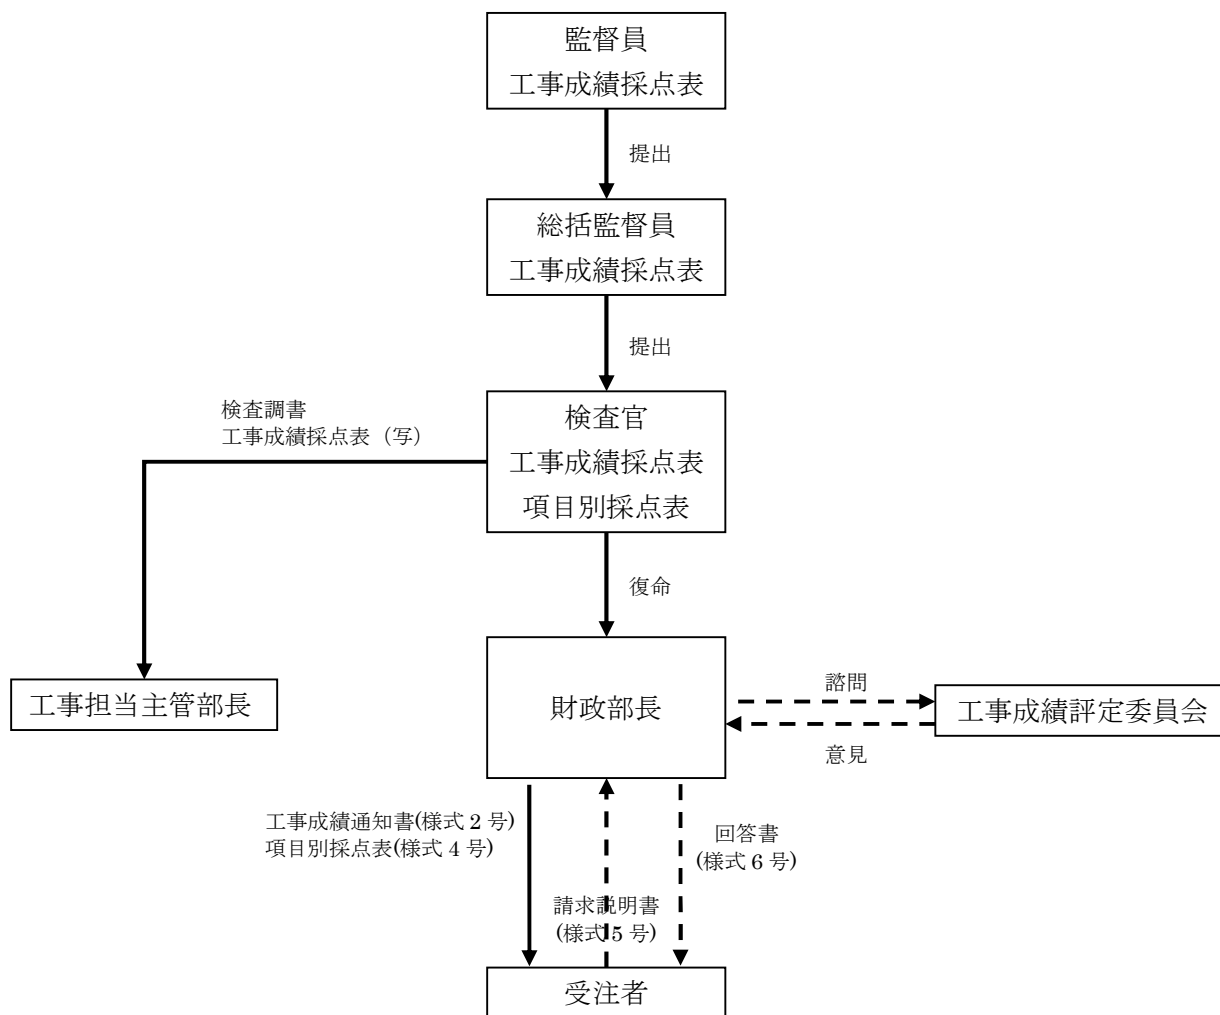 監督員
工事成績採点表
提出
総括監督員
工事成績採点表
提出
検査調書
工事成績採点表（写）
検査官
工事成績採点表
項目別採点表
復命
工事担当主管部長
財政部長
諮問
意見
工事成績評定委員会
工事成績通知書(様式 2 号)
項目別採点表(様式 4 号)
回答書
(様式 6 号)
請求説明書
(様式 5 号)
受注者